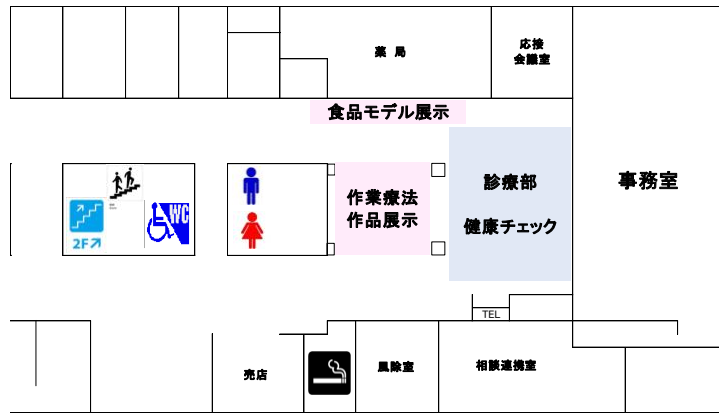 薬 局
応接
会議室
食品モデル展示
作業療法
作品展示
診療部
健康チェック
事務室
WC
2F↗
TEL
売店
風除室
相談連携室